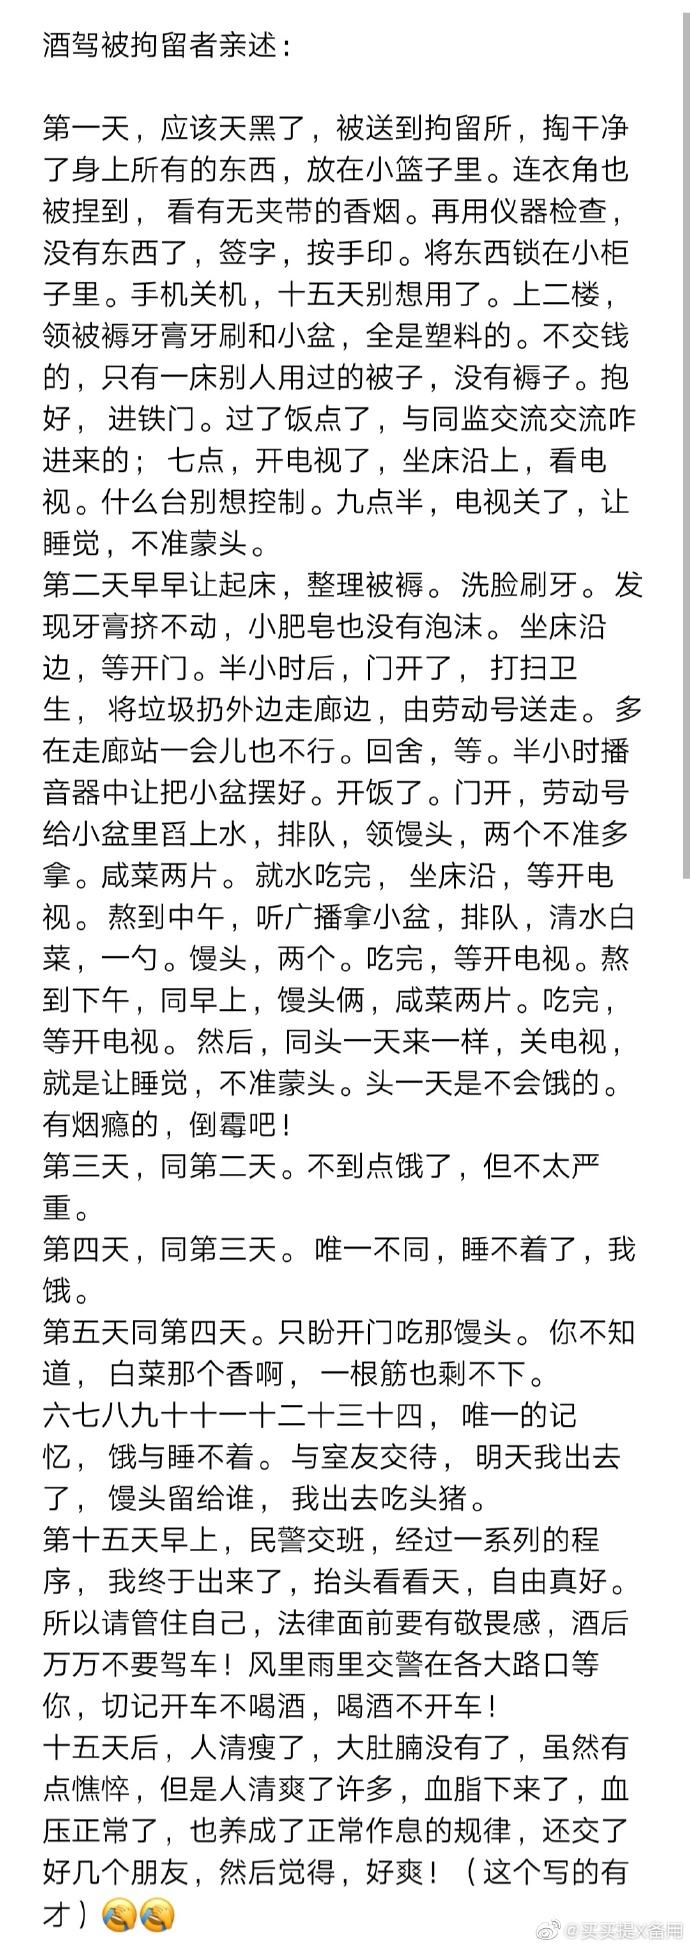 酒驾被拘留者亲述：
第一天，应该天黑了，被送到拘留所，掏干净
了身上所有的东西，放在小篮子里。连衣角也
被捏到， 看有无夹带的香烟。再用仪器检查，
没有东西了，签字，按手印。将东西锁在小柜
子里。手机关机，十五天别想用了。上二楼，
领被褥牙膏牙刷和小盆，全是塑料的。不交钱
的，只有一床别人用过的被子，没有褥子。抱
好， 进铁门。过了饭点了，与同监交流交流咋
进来的； 七点，开电视了，坐床沿上，看电
视。什么台别想控制。九点半，电视关了，让
睡觉，不准蒙头。
第二天早早让起床，整理被褥。 洗脸刷牙。 发
现牙膏挤不动，小肥皂也没有泡沫。 坐床沿
边，等开门。半小时后，门开了， 打扫卫
生， 将垃圾扔外边走廊边，由劳动号送走。 多
在走廊站一会儿也不行。回舍，等。半小时播
音器中让把小盆摆好。开饭了。门开，劳动号
给小盆里舀上水，排队，领馒头，两个不准多
拿。咸菜两片。 就水吃完， 坐床沿，等开电
视。 熬到中午，听广播拿小盆，排队，清水白
菜，一勺。馒头，两个。吃完，等开电视。熬
到下午，同早上，馒头俩，咸菜两片。吃完，
等开电视。 然后，同头一天来一样，关电视，
就是让睡觉，不准蒙头。头一天是不会饿的。
有烟瘾的，倒霉吧！
第三天，同第二天。不到点饿了，但不太严
重。
第四天，同第三天。 唯一不同，睡不着了，我
饿。
第五天同第四天。只盼开门吃那馒头。 你不知
道， 白菜那个香啊， 一根筋也剩不下。
六七八九十十一十二十三十四， 唯一的记
忆， 饿与睡不着。 与室友交待， 明天我出去
了， 馒头留给谁， 我出去吃头猪。
第十五天早上，民警交班，经过一系列的程
序， 我终于出来了，抬头看看天，自由真好。
所以请管住自己，法律面前要有敬畏感，酒后
万万不要驾车！风里雨里交警在各大路口等
你，切记开车不喝酒，喝酒不开车！
十五天后，人清瘦了，大肚腩没有了，虽然有
点憔悴，但是人清爽了许多，血脂下来了，血
压正常了，也养成了正常作息的规律，还交了
好几个朋友，然后觉得，好爽！（这个写的有
才）🤦🤦
@买买提X备用